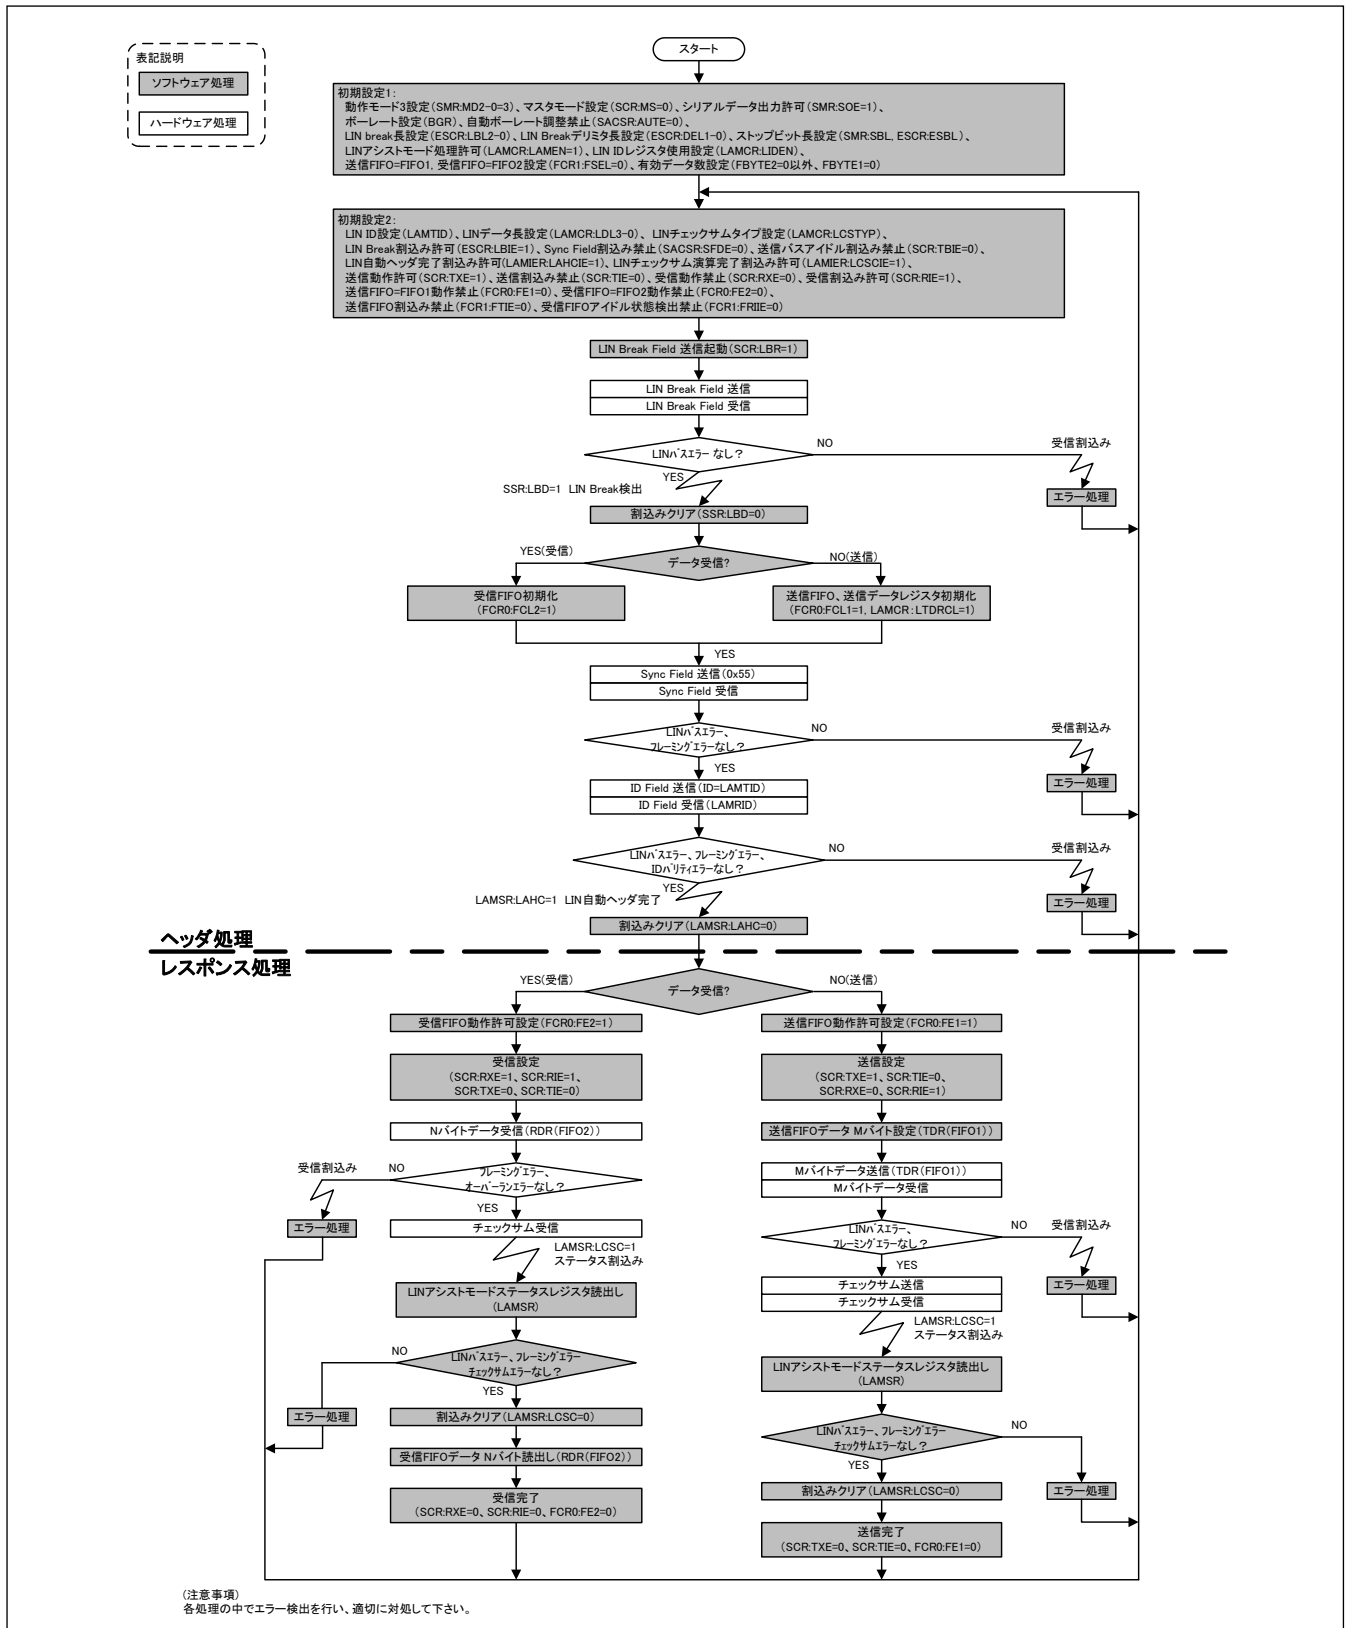 表記説明
ソフトウェア処理
ハードウェア処理
スタート
初期設定1:
動作モード3設定(SMR:MD2-0=3)、マスタモード設定(SCR:MS=0)、シリアルデータ出力許可(SMR:SOE=1)、
ボーレート設定(BGR)、自動ボーレート調整禁止(SACSR:AUTE=0)、
LIN break長設定(ESCR:LBL2-0)、LIN Breakデリミタ長設定(ESCR:DEL1-0)、ストップビット長設定(SMR:SBL, ESCR:ESBL)、
LINアシストモード処理許可(LAMCR:LAMEN=1)、LIN IDレジスタ使用設定(LAMCR:LIDEN)、
送信FIFO=FIFO1, 受信FIFO=FIFO2設定(FCR1:FSEL=0)、有効データ数設定(FBYTE2=0以外、FBYTE1=0)
初期設定2:
LIN ID設定(LAMTID)、LINデータ長設定(LAMCR:LDL3-0)、 LINチェックサムタイプ設定(LAMCR:LCSTYP)、
LIN Break割込み許可(ESCR:LBIE=1)、Sync Field割込み禁止(SACSR:SFDE=0)、送信バスアイドル割込み禁止(SCR:TBIE=0)、
LIN自動ヘッダ完了割込み許可(LAMIER:LAHCIE=1)、LINチェックサム演算完了割込み許可(LAMIER:LCSCIE=1)、
送信動作許可(SCR:TXE=1)、送信割込み禁止(SCR:TIE=0)、受信動作禁止(SCR:RXE=0)、受信割込み許可(SCR:RIE=1)、
送信FIFO=FIFO1動作禁止(FCR0:FE1=0)、受信FIFO=FIFO2動作禁止(FCR0:FE2=0)、
送信FIFO割込み禁止(FCR1:FTIE=0)、受信FIFOアイドル状態検出禁止(FCR1:FRIIE=0)
LIN Break Field 送信起動(SCR:LBR=1)
LIN Break Field 送信
LIN Break Field 受信
LINバスエラー なし?
NO
受信割込み
YES
SSR:LBD=1 LIN Break検出
エラー処理
割込みクリア(SSR:LBD=0)
YES(受信)
データ受信?
NO(送信)
受信FIFO初期化
(FCR0:FCL2=1)
送信FIFO、送信データレジスタ初期化
(FCR0:FCL1=1, LAMCR:LTDRCL=1)
YES
Sync Field 送信(0x55)
Sync Field 受信
LINバスエラー、
フレーミングエラーなし?
NO
受信割込み
YES
エラー処理
ID Field 送信(ID=LAMTID)
ID Field 受信(LAMRID)
LINバスエラー、フレーミングエラー、
IDパリティエラーなし?
NO
受信割込み
YES
LAMSR:LAHC=1 LIN自動ヘッダ完了
エラー処理
割込みクリア(LAMSR:LAHC=0)
ヘッダ処理
レスポンス処理
YES(受信)
データ受信?
NO(送信)
受信FIFO動作許可設定(FCR0:FE2=1)
送信FIFO動作許可設定(FCR0:FE1=1)
受信設定
(SCR:RXE=1、SCR:RIE=1、
SCR:TXE=0、SCR:TIE=0)
送信設定
(SCR:TXE=1、SCR:TIE=0、
SCR:RXE=0、SCR:RIE=1)
Nバイトデータ受信(RDR(FIFO2))
送信FIFOデータ Mバイト設定(TDR(FIFO1))
受信割込み
NO
フレーミングエラー、
オーバーランエラーなし?
YES
Mバイトデータ送信(TDR(FIFO1))
Mバイトデータ受信
エラー処理
チェックサム受信
LINバスエラー、
フレーミングエラーなし?
NO
受信割込み
YES
LAMSR:LCSC=1
ステータス割込み
チェックサム送信
チェックサム受信
エラー処理
LINアシストモードステータスレジスタ読出し
(LAMSR)
LAMSR:LCSC=1
ステータス割込み
NO
LINバスエラー、フレーミングエラー
チェックサムエラーなし?
YES
LINアシストモードステータスレジスタ読出し
(LAMSR)
エラー処理
割込みクリア(LAMSR:LCSC=0)
LINバスエラー、フレーミングエラー
チェックサムエラーなし?
NO
YES
受信FIFOデータ Nバイト読出し(RDR(FIFO2))
割込みクリア(LAMSR:LCSC=0)
エラー処理
受信完了
(SCR:RXE=0、SCR:RIE=0、FCR0:FE2=0)
送信完了
(SCR:TXE=0、SCR:TIE=0、FCR0:FE1=0)
(注意事項)
各処理の中でエラー検出を行い、適切に対処して下さい。